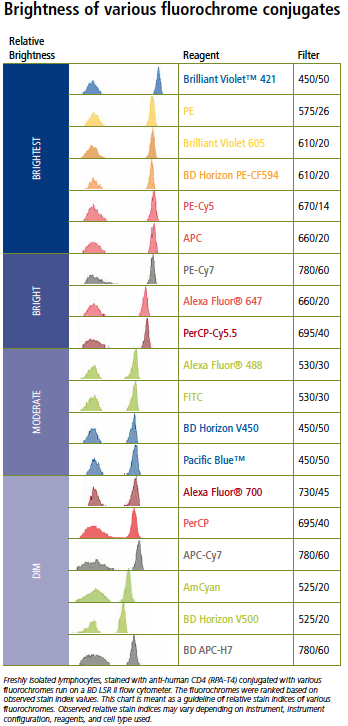 Brightness of various fluorochrome conjugates
Relative
Brightness
Reagent
Filter
BRIGHTEST
Brilliant Violet™ 421 450/50
PE 575/26
Brilliant Violet 605 610/20
BD Horizon PE-CF594 610/20
PE-Cy5 670/14
APC 660/20
BRIGHT
PE-Cy7 780/60
Alexa Fluor® 647 660/20
PerCP-Cy5.5 695/40
MODERATE
Alexa Fluor® 488 530/30
FITC 530/30
BD Horizon V450 450/50
Pacific Blue™ 450/50
DIM
Alexa Fluor® 700 730/45
PerCP 695/40
APC-Cy7 780/60
AmCyan 525/20
BD Horizon V500 525/20
BD APC-H7 780/60
Freshly isolated lymphocytes, stained with anti-human CD4 (RPA-T4) conjugated with various
fluorochromes run on a BD LSR II flow cytometer. The fluorochromes were ranked based on
observed stain index values. This chart is meant as a guideline of relative stain indices of various
fluorochromes. Observed relative stain indices may vary depending on instrument, instrument
configuration, reagents, and cell type used.